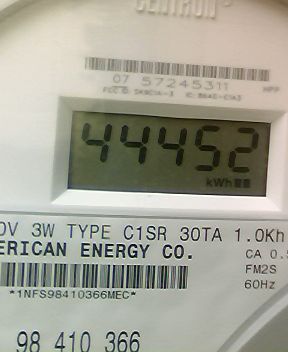 CENTRON
07 57245311
44452
kWh
0V 3W TYPE C1SR 30TA 1.0Kh
ERICAN ENERGY CO.
CA 0.5
FM2S
*1NFS98410366MEC*
60Hz
98 410 366